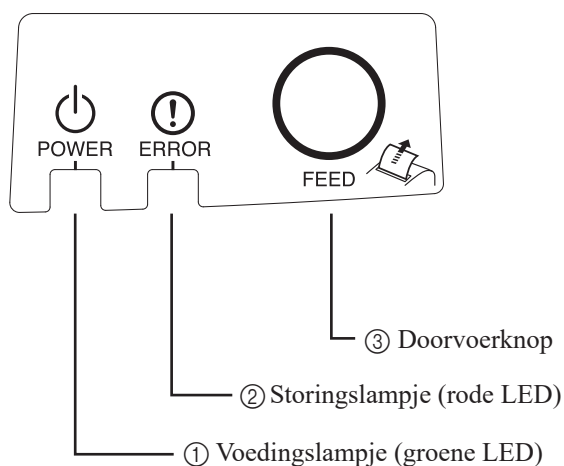 POWER ERROR
FEED
③ Doorvoerknop
② Storingslampje (rode LED)
① Voedingslampje (groene LED)